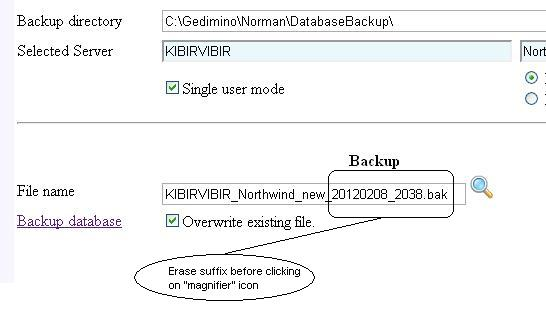 Backup directory C:\Gedimino\Norman\DatabaseBackup\
Selected Server KIBIRVIBIR Nort
Single user mode
Backup
File name KIBIRVIBIR_Northwind_new_20120208_2038.bak
Backup database Overwrite existing file.
Erase suffix before clicking
on "magnifier" icon